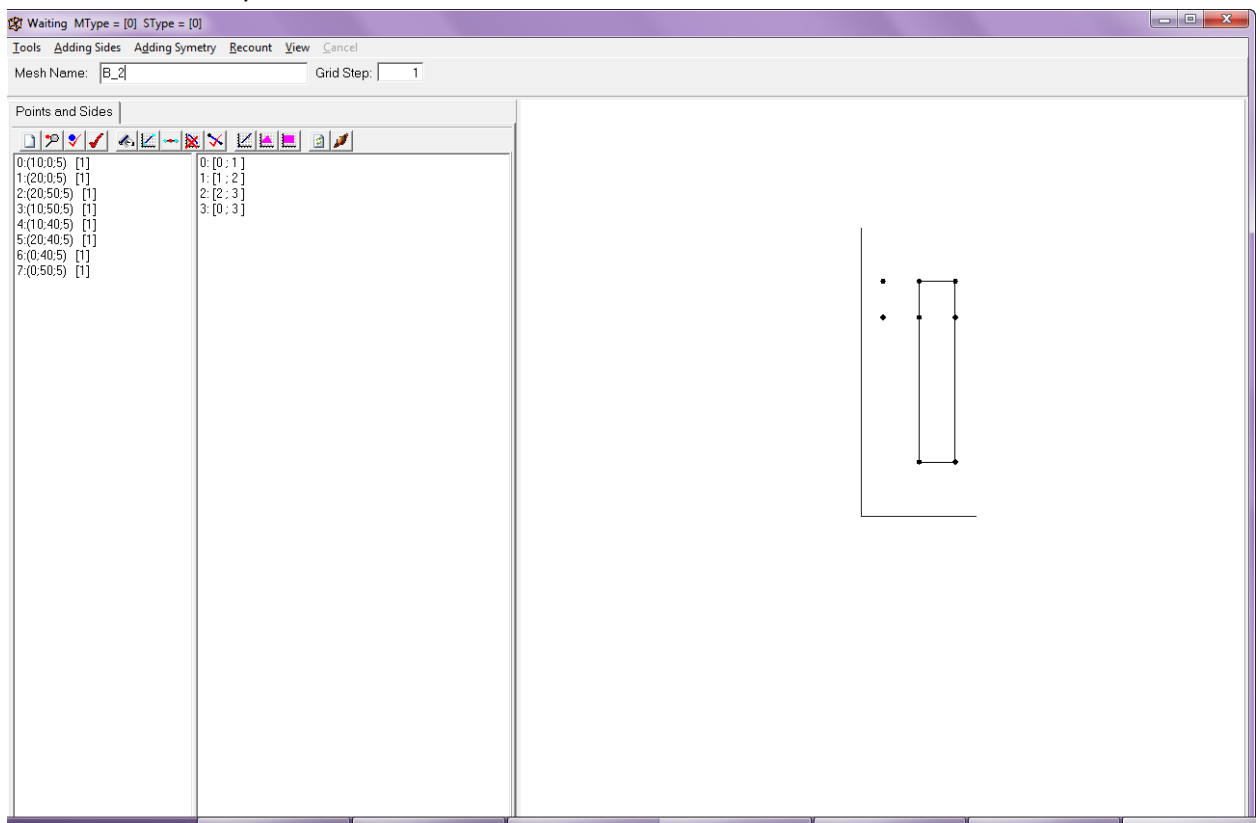 Waiting MType = [0] SType = [0]
Tools Adding Sides Adding Symetry Recount View Cancel
Mesh Name: B_2 Grid Step: 1
Points and Sides
0:(10;0;5) [1]
1:(20;0;5) [1]
2:(20;50;5) [1]
3:(10;50;5) [1]
4:(10;40;5) [1]
5:(20;40;5) [1]
6:(0;40;5) [1]
7:(0;50;5) [1]
0: [0 ; 1 ]
1: [1 ; 2 ]
2: [2 ; 3 ]
3: [0 ; 3 ]